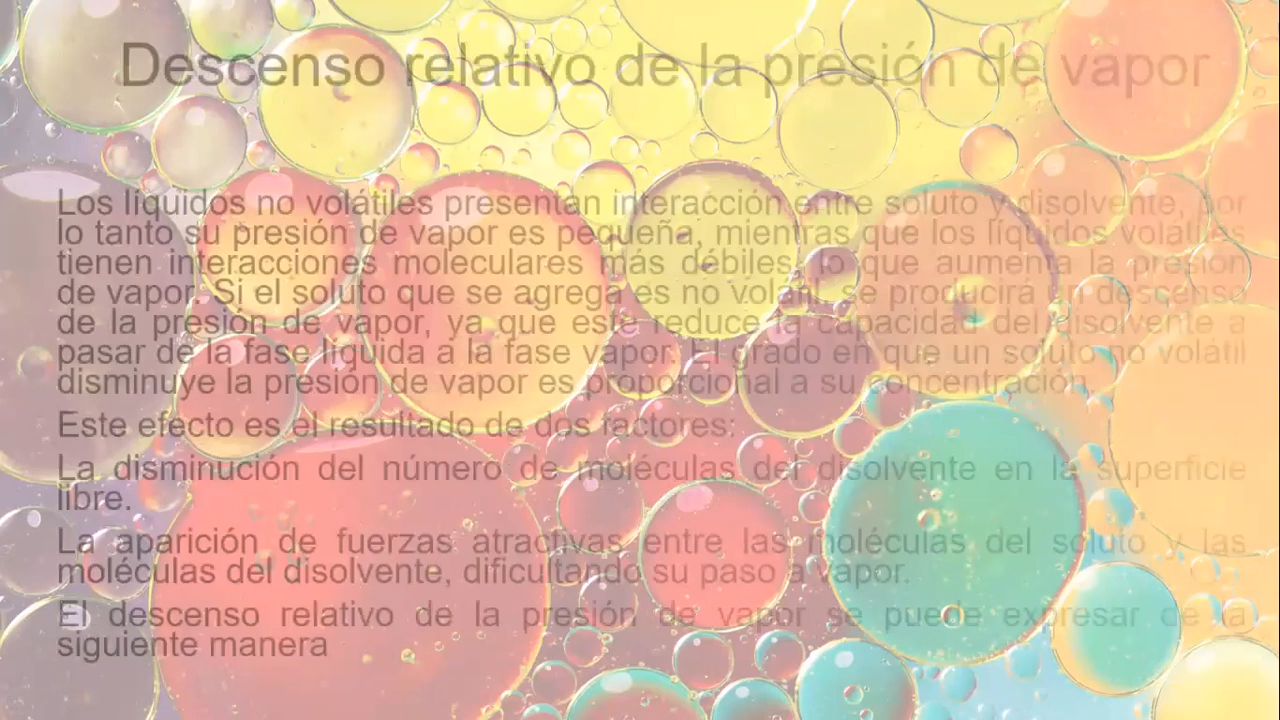 Descenso relativo de la presión de vapor
Los líquidos no volátiles presentan interacción entre soluto y disolvente, por
lo tanto su presión de vapor es pequeña, mientras que los líquidos volátiles
tienen interacciones moleculares más débiles lo que aumenta la presión
de vapor. Si el soluto que se agrega es no volátil, se producirá un descenso
de la presión de vapor, ya que este reduce la capacidad del disolvente a
pasar de la fase líquida a la fase vapor. El grado en que un soluto no volátil
disminuye la presión de vapor es proporcional a su concentración.
Este efecto es el resultado de dos factores:
La disminución del número de moléculas del disolvente en la superficie
libre.
La aparición de fuerzas atractivas entre las moléculas del soluto y las
moléculas del disolvente, dificultando su paso a vapor.
El descenso relativo de la presión de vapor se puede expresar de la
siguiente manera